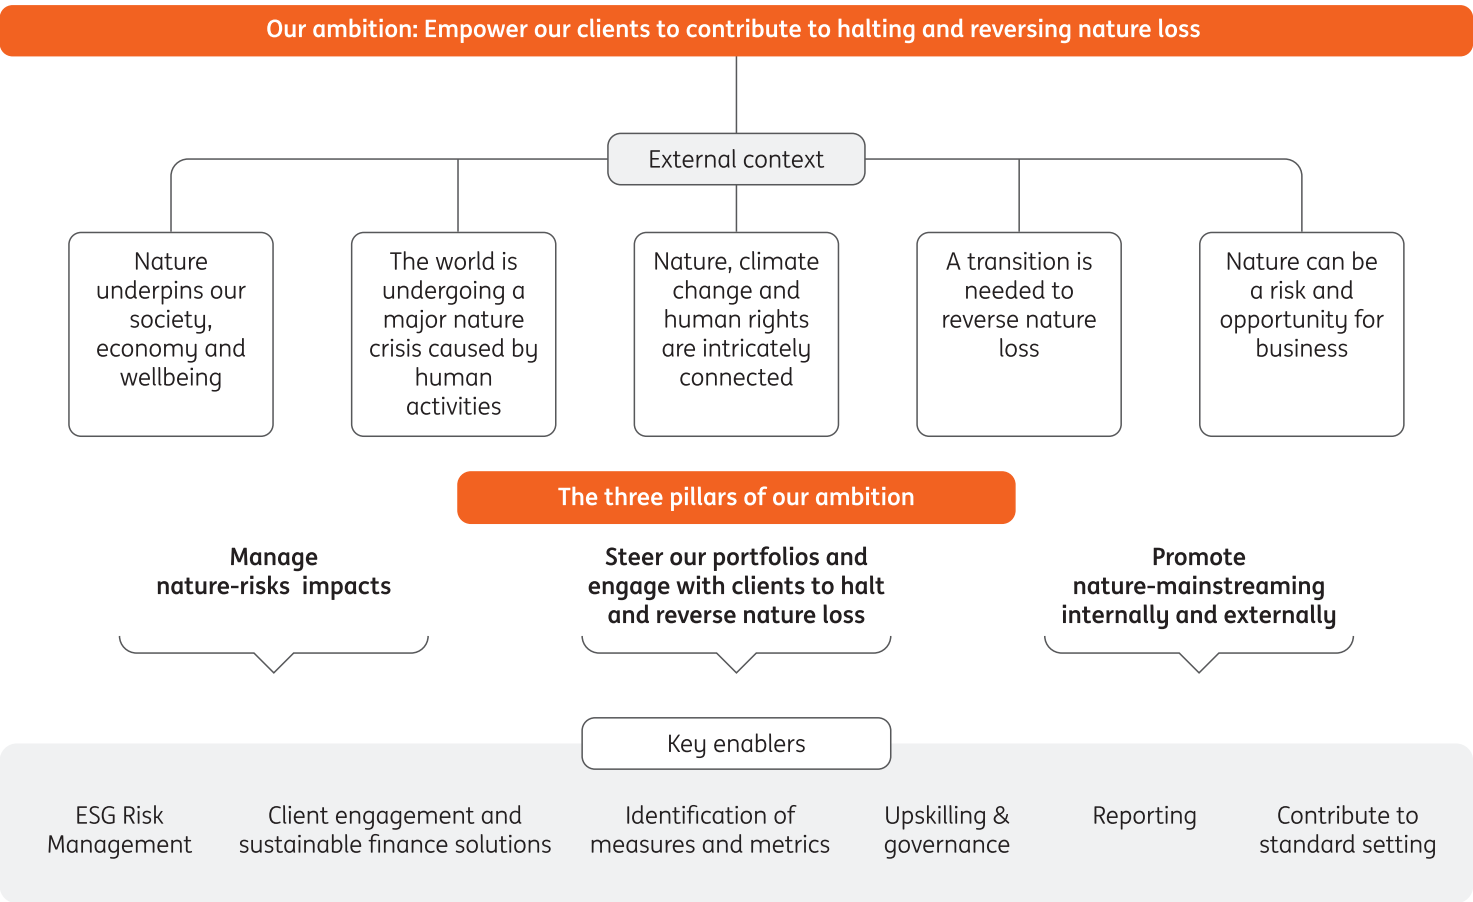 Our ambition: Empower our clients to contribute to halting and reversing nature loss
External context
Nature
underpins our
society,
economy and
wellbeing
The world is
undergoing a
major nature
crisis caused by
human
activities
Nature, climate
change and
human rights
are intricately
connected
A transition is
needed to
reverse nature
loss
Nature can be
a risk and
opportunity for
business
The three pillars of our ambition
Manage
nature-risks  impacts
Steer our portfolios and
engage with clients to halt
and reverse nature loss
Promote
nature-mainstreaming
internally and externally
Key enablers
ESG Risk
Management
Client engagement and
sustainable finance solutions
Identification of
measures and metrics
Upskilling &
governance
Reporting
Contribute to
standard setting